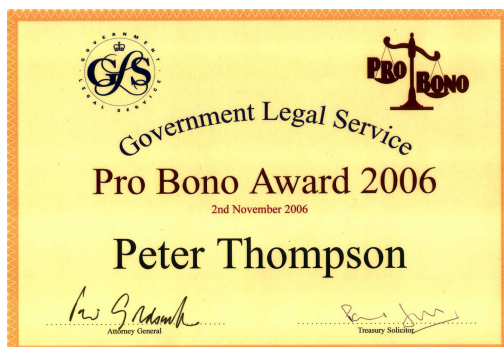 GOVERNMENT
GLS
LEGAL SERVICE
PRO BONO
Government Legal Service
Pro Bono Award 2006
2nd November 2006
Peter Thompson
Attorney General
Treasury Solicitor